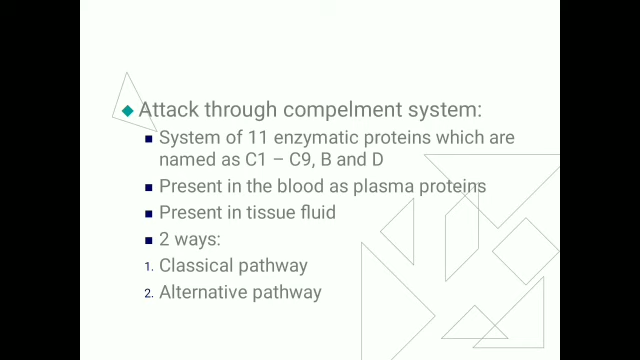 Attack through compelment system:
System of 11 enzymatic proteins which are
named as C1 – C9, B and D
Present in the blood as plasma proteins
Present in tissue fluid
2 ways:
1. Classical pathway
2. Alternative pathway